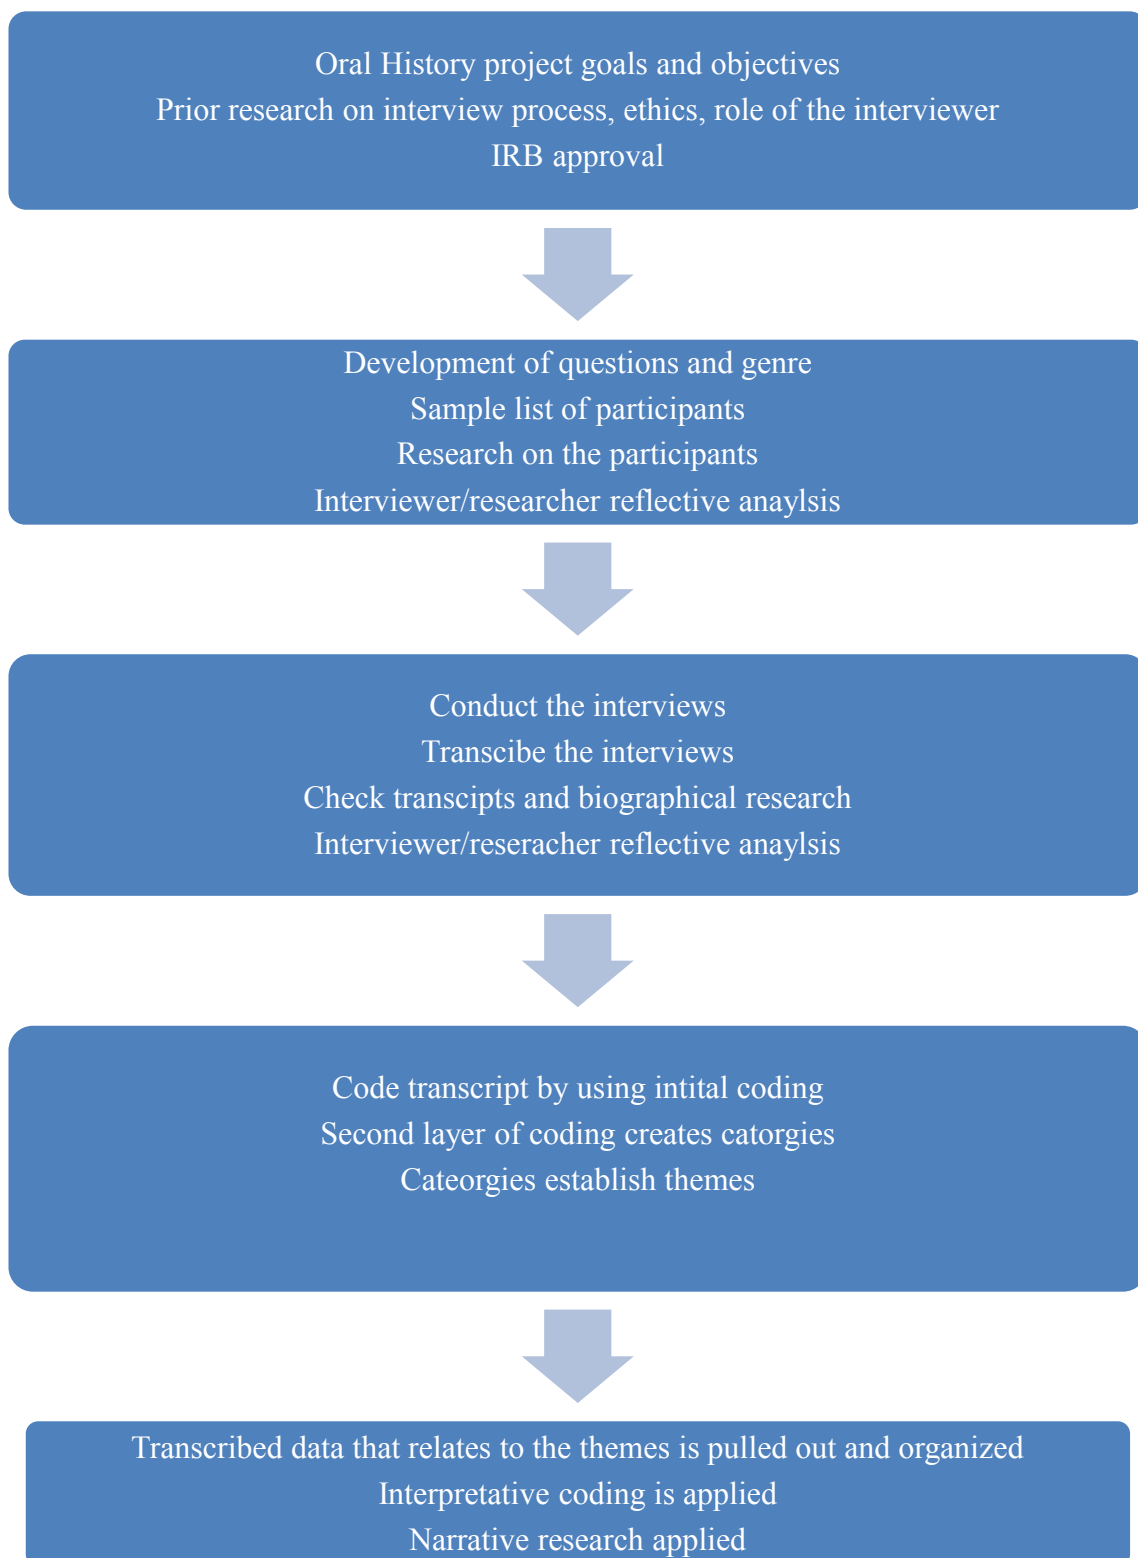 Oral History project goals and objectives
Prior research on interview process, ethics, role of the interviewer
IRB approval
Development of questions and genre
Sample list of participants
Research on the participants
Interviewer/researcher reflective anaylsis
Conduct the interviews
Transcibe the interviews
Check transcipts and biographical research
Interviewer/reseracher reflective anaylsis
Code transcript by using intital coding
Second layer of coding creates catorgies
Cateorgies establish themes
Transcribed data that relates to the themes is pulled out and organized
Interpretative coding is applied
Narrative research applied